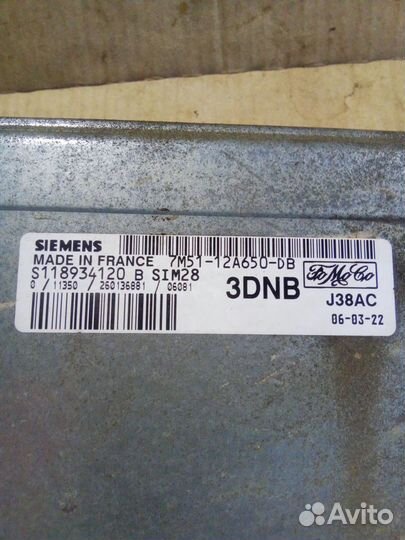 SIEMENS
MADE IN FRANCE 7M51-12A650-DB
S118934120 B SIM28
0 / 11350 / 260136881 / 06081
3DNB
FoMoCo
J38AC
06-03-22
Avito